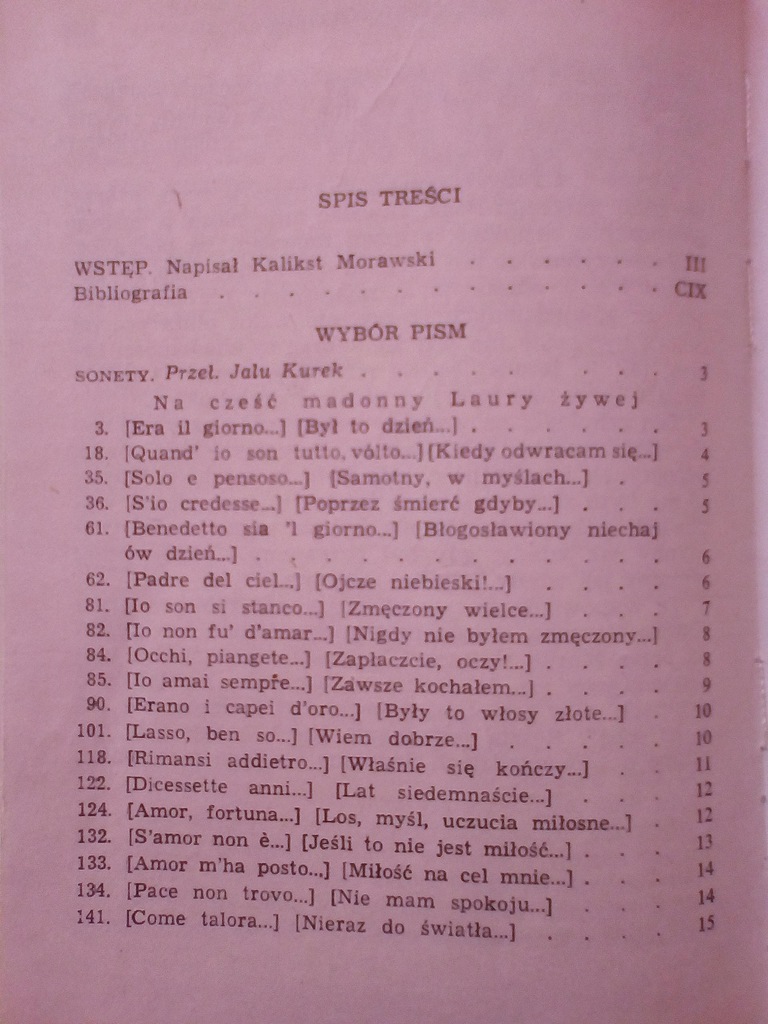 SPIS TREŚCI
WSTĘP. Napisał Kalikst Morawski . . . . . . III
Bibliografia . . . . . . . . . . . . . CIX
WYBÓR PISM
SONETY. Przeł. Jalu Kurek . . . . . . . . 3
Na cześć madonny Laury żywej
3. [Era il giorno...] [Był to dzień...] . . . . . . 3
18. [Quand' io son tutto vòlto...] [Kiedy odwracam się...] 4
35. [Solo e pensoso...] [Samotny, w myślach...] . 5
36. [S'io credesse...] [Poprzez śmierć gdyby...] . . . 5
61. [Benedetto sia 'l giorno...] [Błogosławiony niechaj
ów dzień...] . . . . . . . . . . . . 6
62. [Padre del ciel...] [Ojcze niebieski!...] . . . . 6
81. [Io son si stanco...] [Zmęczony wielce...] . . . 7
82. [Io non fu' d'amar...] [Nigdy nie byłem zmęczony...] 8
84. [Occhi, piangete...] [Zapłaczcie, oczy!...] . . . . 8
85. [Io amai sempre...] [Zawsze kochałem...] . . . . 9
90. [Erano i capei d'oro...] [Były to włosy złote...] . 10
101. [Lasso, ben so...] [Wiem dobrze...] . . . . . 10
118. [Rimansi addietro...] [Właśnie się kończy...] . . 11
122. [Dicessette anni...] [Lat siedemnaście...] . . . 12
124. [Amor, fortuna...] [Los, myśl, uczucia miłosne...] . 12
132. [S'amor non è...] [Jeśli to nie jest miłość...] . . . 13
133. [Amor m'ha posto...] [Miłość na cel mnie...] . . . 14
134. [Pace non trovo...] [Nie mam spokoju...] . . . 14
141. [Come talora...] [Nieraz do światła...] . . . . 15